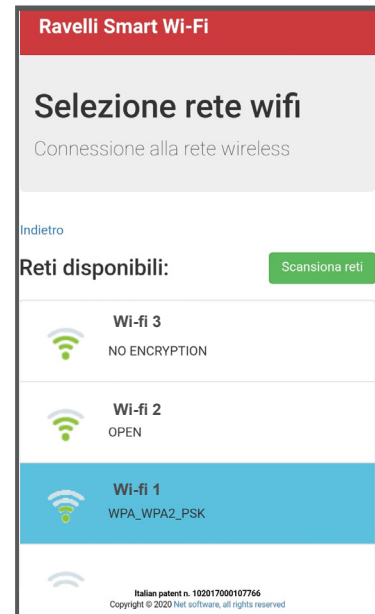 Ravelli Smart Wi-Fi
Selezione rete wifi
Connessione alla rete wireless
Indietro
Reti disponibili:
Scansiona reti
Wi-fi 3
NO ENCRYPTION
Wi-fi 2
OPEN
Wi-fi 1
WPA_WPA2_PSK
Italian patent n. 102017000107766
Copyright © 2020 Net software, all rights reserved